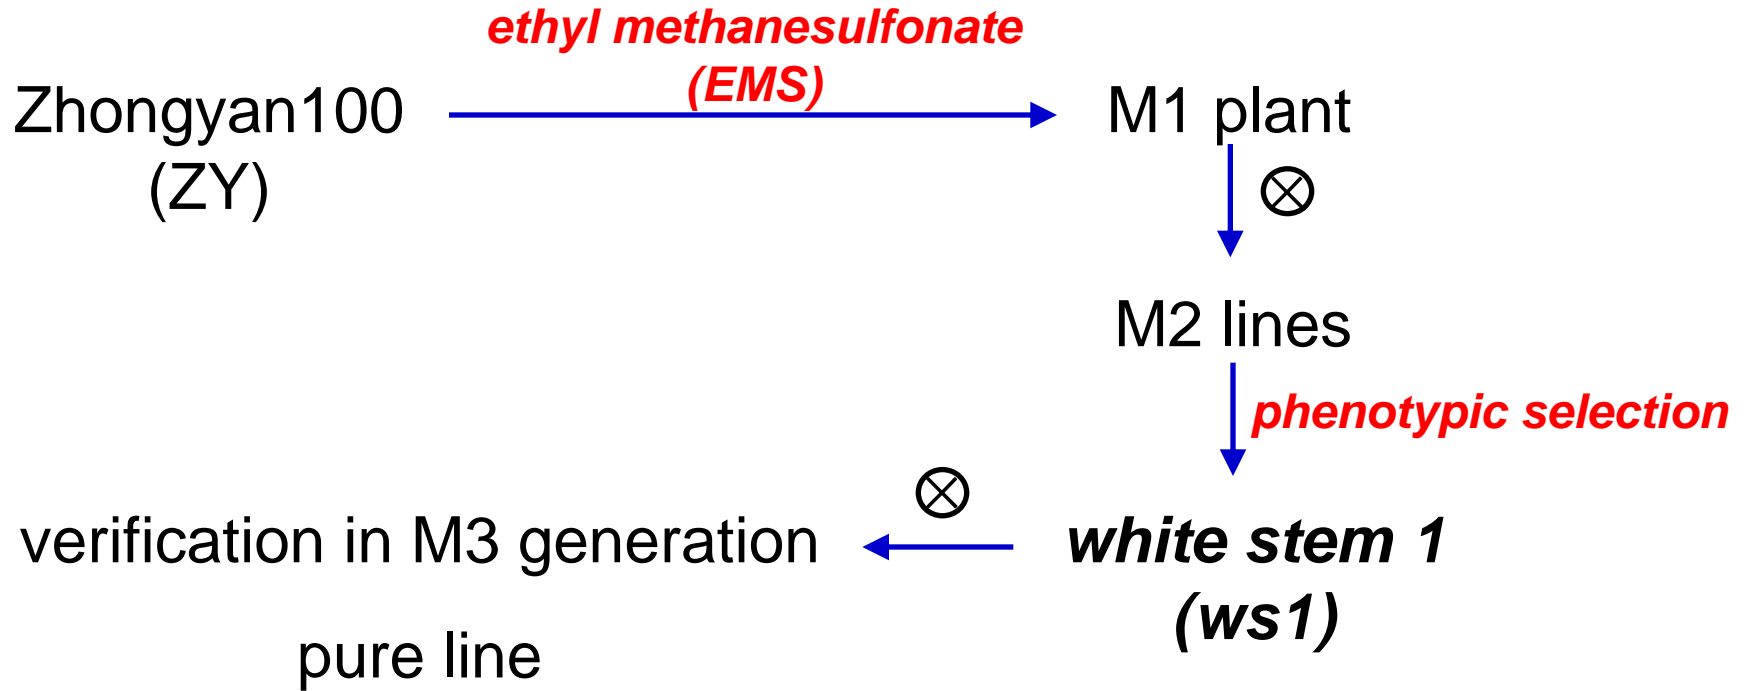 ethyl methanesulfonate
(EMS)
Zhongyan100
(ZY)
M1 plant
M2 lines
phenotypic selection
white stem 1
(ws1)
verification in M3 generation
pure line